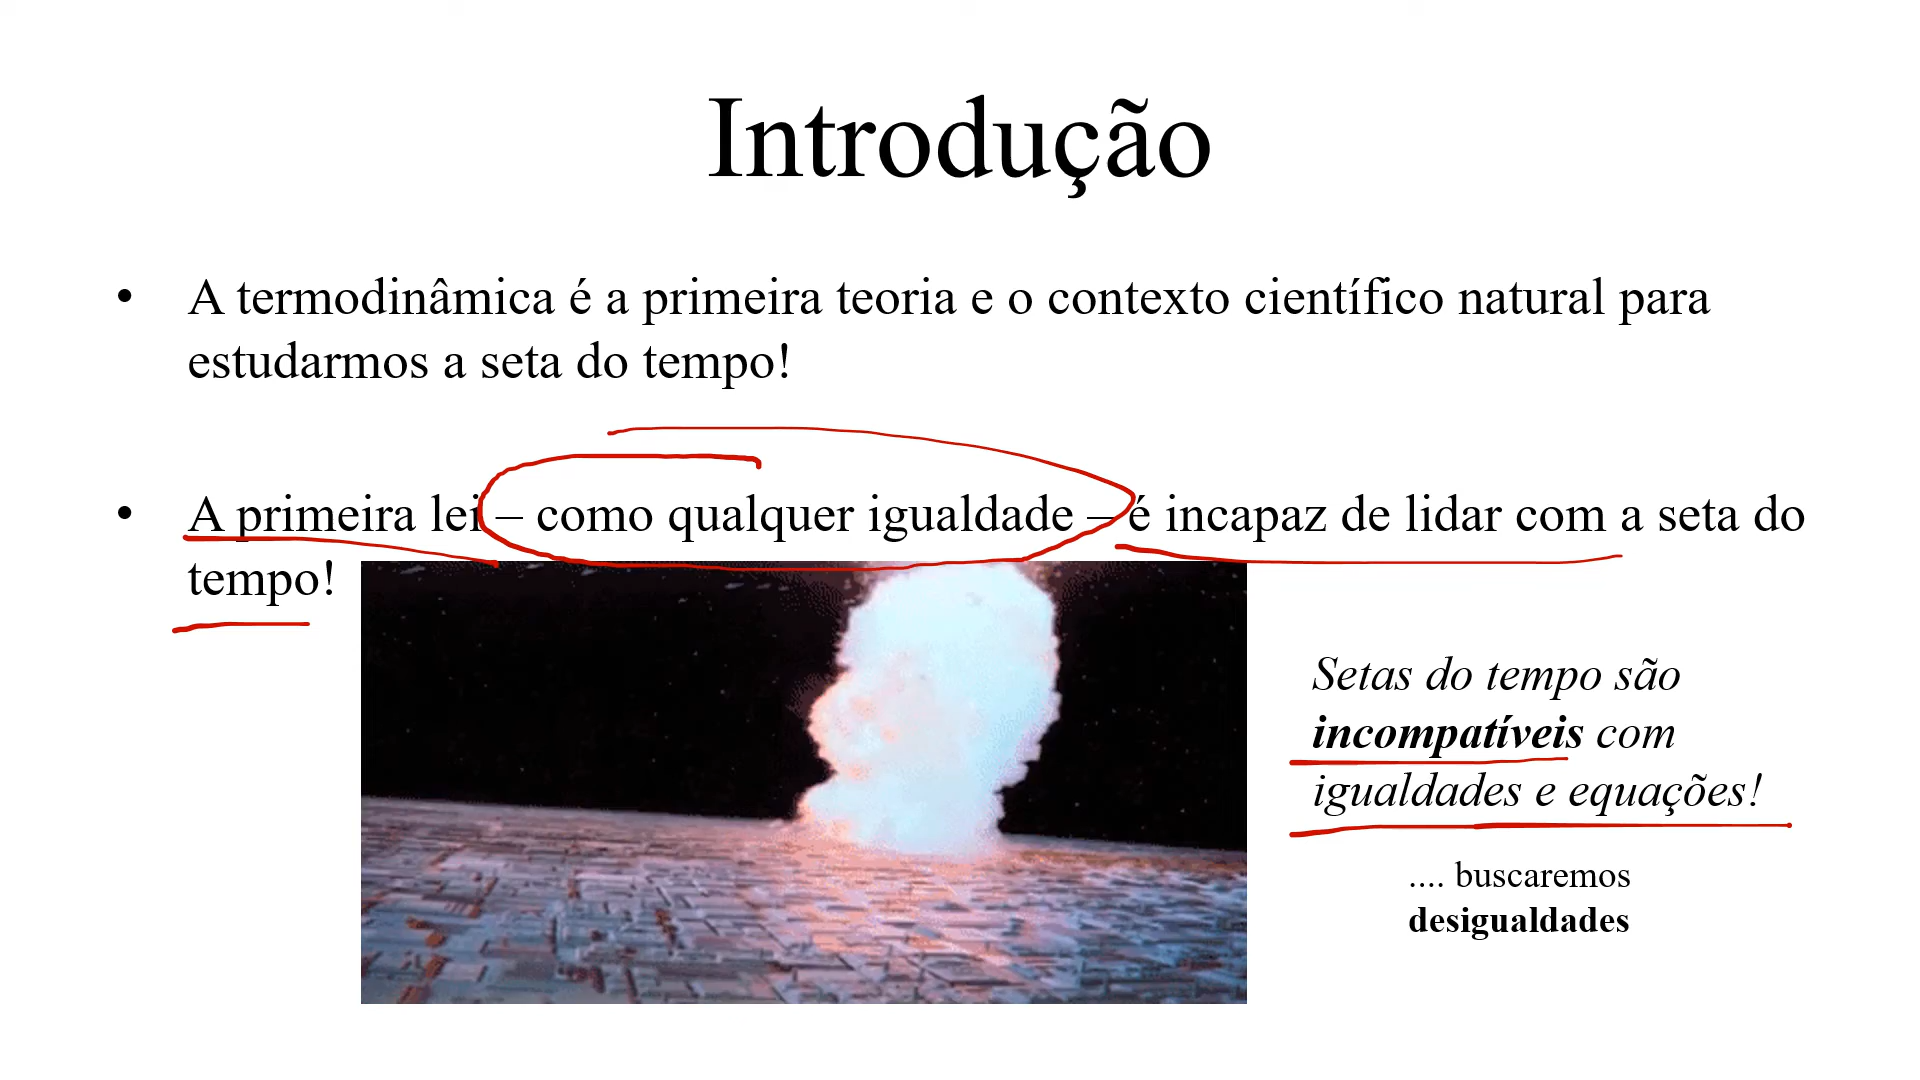 Introdução
• A termodinâmica é a primeira teoria e o contexto científico natural para
estudarmos a seta do tempo!
• A primeira lei – como qualquer igualdade – é incapaz de lidar com a seta do
tempo!
Setas do tempo são
incompatíveis com
igualdades e equações!
.... buscaremos
desigualdades